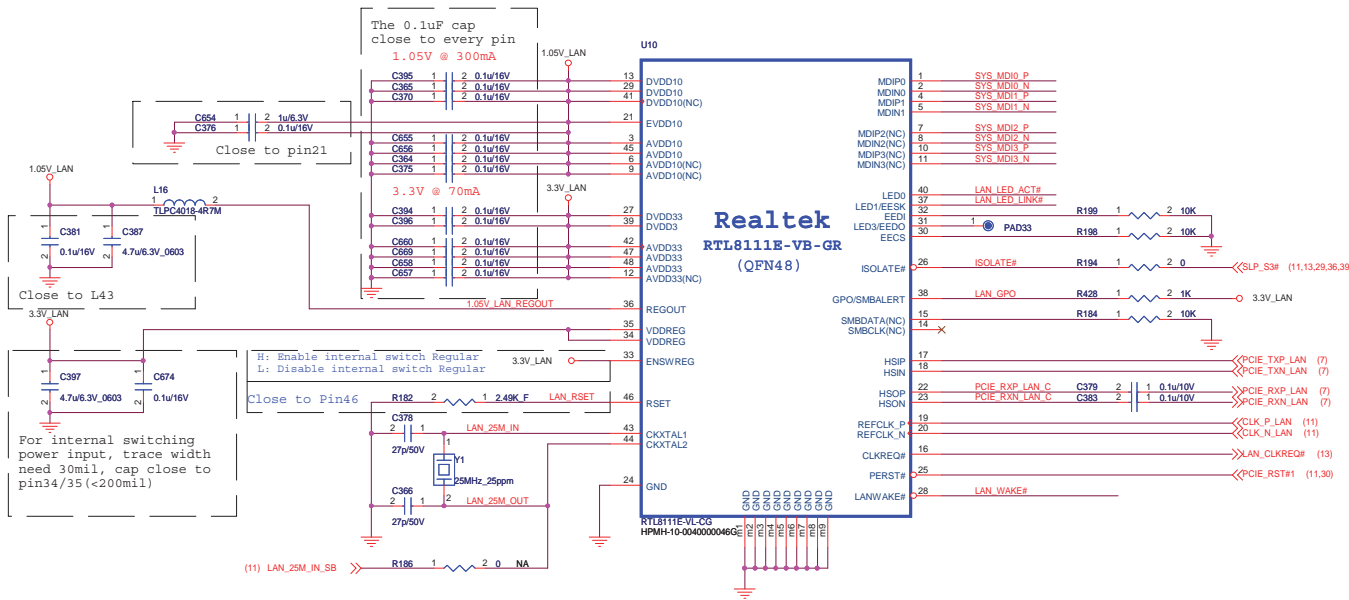 The 0.1uF cap
close to every pin
1.05V @ 300mA
1.05V_LAN
C395 1 2 0.1u/16V
C365 1 2 0.1u/16V
C370 1 2 0.1u/16V
C654 1 2 1u/6.3V
C376 1 2 0.1u/16V
Close to pin21
C655 1 2 0.1u/16V
C656 1 2 0.1u/16V
C364 1 2 0.1u/16V
C375 1 2 0.1u/16V
3.3V @ 70mA
3.3V_LAN
C394 1 2 0.1u/16V
C396 1 2 0.1u/16V
C660 1 2 0.1u/16V
C669 1 2 0.1u/16V
C658 1 2 0.1u/16V
C657 1 2 0.1u/16V
1.05V_LAN
L16
1 2
TLPC4018-4R7M
C381
0.1u/16V
C387
4.7u/6.3V_0603
Close to L43
1.05V_LAN_REGOUT
3.3V_LAN
C397
4.7u/6.3V_0603
C674
0.1u/16V
For internal switching
power input, trace width
need 30mil, cap close to
pin34/35(<200mil)
H: Enable internal switch Regular
L: Disable internal switch Regular
3.3V_LAN
Close to Pin46
R182 2 1 2.49K_F LAN_RSET
C378
2 1 LAN_25M_IN
27p/50V
1
Y1
25MHz_25ppm
2
C366
2 1 LAN_25M_OUT
27p/50V
(11) LAN_25M_IN_SB R186 1 2 0 NA
U10
13 DVDD10
29 DVDD10
41 DVDD10(NC)
21 EVDD10
3 AVDD10
45 AVDD10
6 AVDD10(NC)
9 AVDD10(NC)
27 DVDD33
39 DVDD3
42 AVDD33
47 AVDD33
48 AVDD33
12 AVDD33(NC)
36 REGOUT
35 VDDREG
34 VDDREG
33 ENSWREG
46 RSET
43 CKXTAL1
44 CKXTAL2
24 GND
Realtek
RTL8111E-VB-GR
(QFN48)
RTL8111E-VL-CG
HPMH-10-0040000046G
GND GND GND GND GND GND GND GND GND
m1 m2 m3 m4 m5 m6 m7 m8 m9
MDIP0 1 SYS_MDI0_P
MDIN0 2 SYS_MDI0_N
MDIP1 4 SYS_MDI1_P
MDIN1 5 SYS_MDI1_N
MDIP2(NC) 7 SYS_MDI2_P
MDIN2(NC) 8 SYS_MDI2_N
MDIP3(NC) 10 SYS_MDI3_P
MDIN3(NC) 11 SYS_MDI3_N
LED0 40 LAN_LED_ACT#
LED1/EESK 37 LAN_LED_LINK#
EEDI 32 R199 1 2 10K
LED3/EEDO 31 1 PAD33
EECS 30 R198 1 2 10K
ISOLATE# 26 ISOLATE# R194 1 2 0 SLP_S3# (11,13,29,36,39
GPO/SMBALERT 38 LAN_GPO R428 1 2 1K 3.3V_LAN
SMBDATA(NC) 15 R184 1 2 10K
SMBCLK(NC) 14
HSIP 17 PCIE_TXP_LAN (7)
HSIN 18 PCIE_TXN_LAN (7)
HSOP 22 PCIE_RXP_LAN_C C379 2 1 0.1u/10V PCIE_RXP_LAN (7)
HSON 23 PCIE_RXN_LAN_C C383 2 1 0.1u/10V PCIE_RXN_LAN (7)
REFCLK_P 19 CLK_P_LAN (11)
REFCLK_N 20 CLK_N_LAN (11)
CLKREQ# 16 LAN_CLKREQ# (13)
PERST# 25 PCIE_RST#1 (11,30)
LANWAKE# 28 LAN_WAKE#